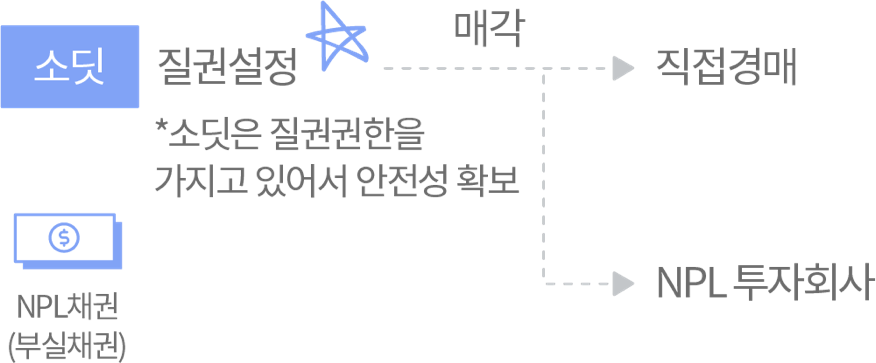 소딧
질권설정
매각
직접경매
*소딧은 질권권한을
가지고 있어서 안전성 확보
NPL 투자회사
NPL채권
(부실채권)